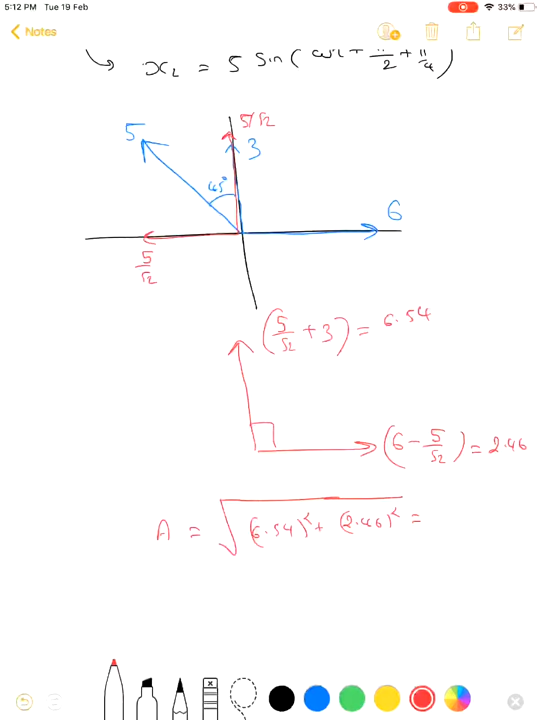 5:12 PM Tue 19 Feb
33%
Notes
x₂ = 5 sin(ωt + π/2 + π/4)
5
5/√2
3
45°
6
5/√2
(5/√2 + 3) = 6.54
(6 - 5/√2) = 2.46
A = √(6.54)² + (2.46)² =